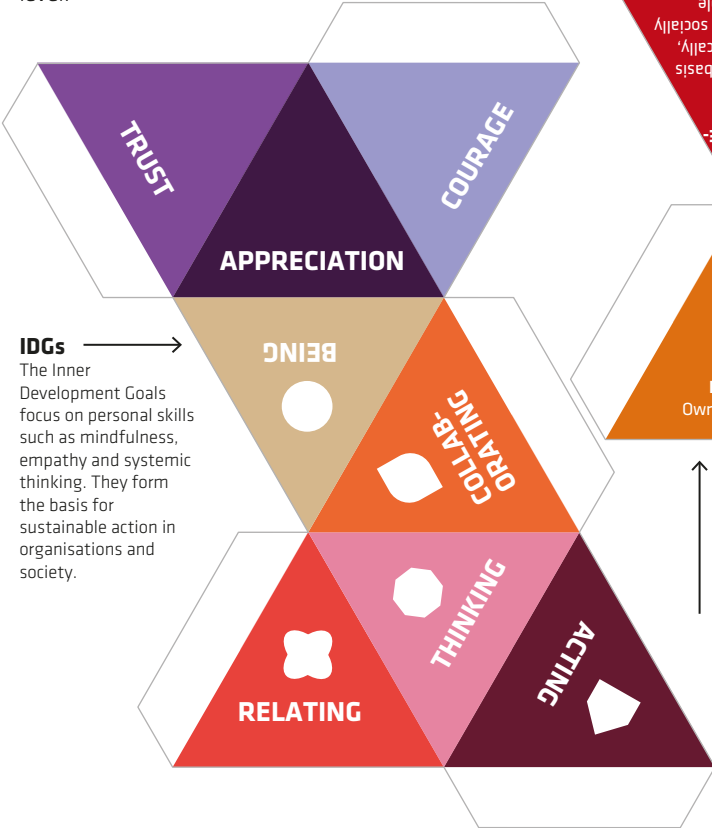 basis
cally,
socially
TRUST
COURAGE
APPRECIATION
BEING
COLLAB-
ORATING
IDGs
The Inner
Development Goals
focus on personal skills
such as mindfulness,
empathy and systemic
thinking. They form
the basis for
sustainable action in
organisations and
society.
Own
THINKING
ACTING
RELATING